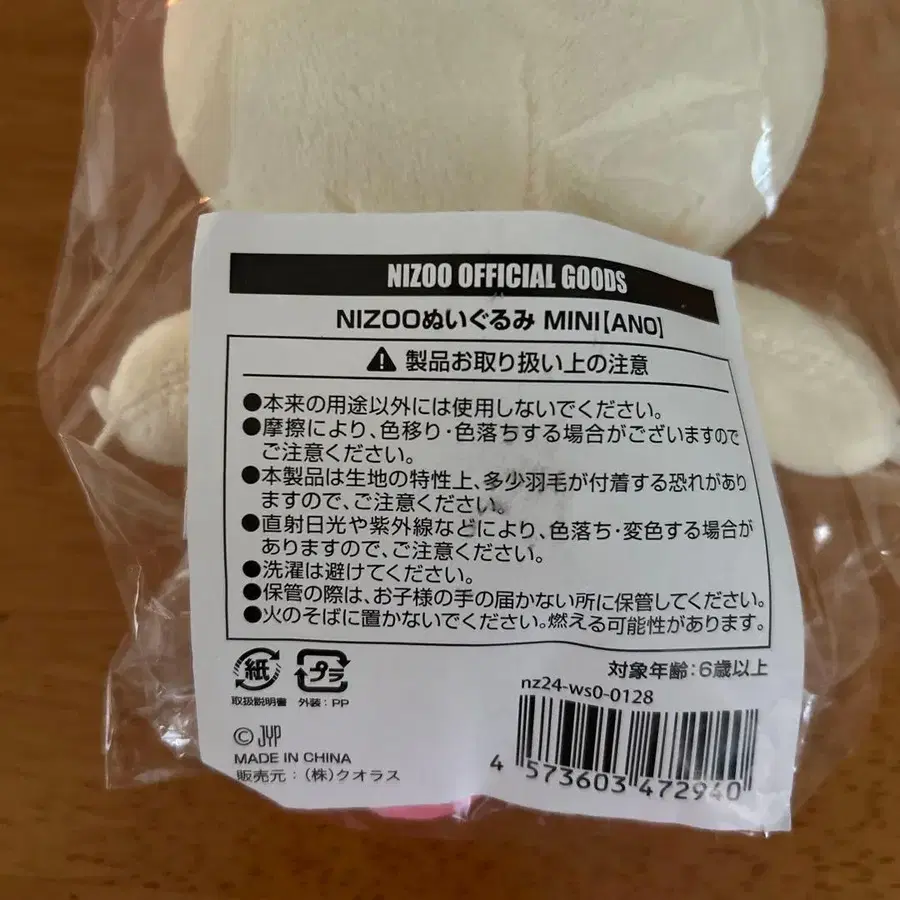 NIZOO OFFICIAL GOODS
NIZOOぬいぐるみ MINI[ANO]
製品お取り扱い上の注意
●本来の用途以外には使用しないでください。
●摩擦により、色移り・色落ちする場合がございますので
ご注意ください。
●本製品は生地の特性上、多少羽毛が付着する恐れがあり
ますので、ご注意ください。
●直射日光や紫外線などにより、色落ち・変色する場合が
ありますので、ご注意ください。
●洗濯は避けてください。
●保管の際は、お子様の手の届かない所に保管してください。
●火のそばに置かないでください。燃える可能性があります。
対象年齢:6歳以上
紙 プラ
取扱説明書 外装:PP
nz24-ws0-0128
© JYP
MADE IN CHINA
販売元:(株)クオラス
4 573603 472940